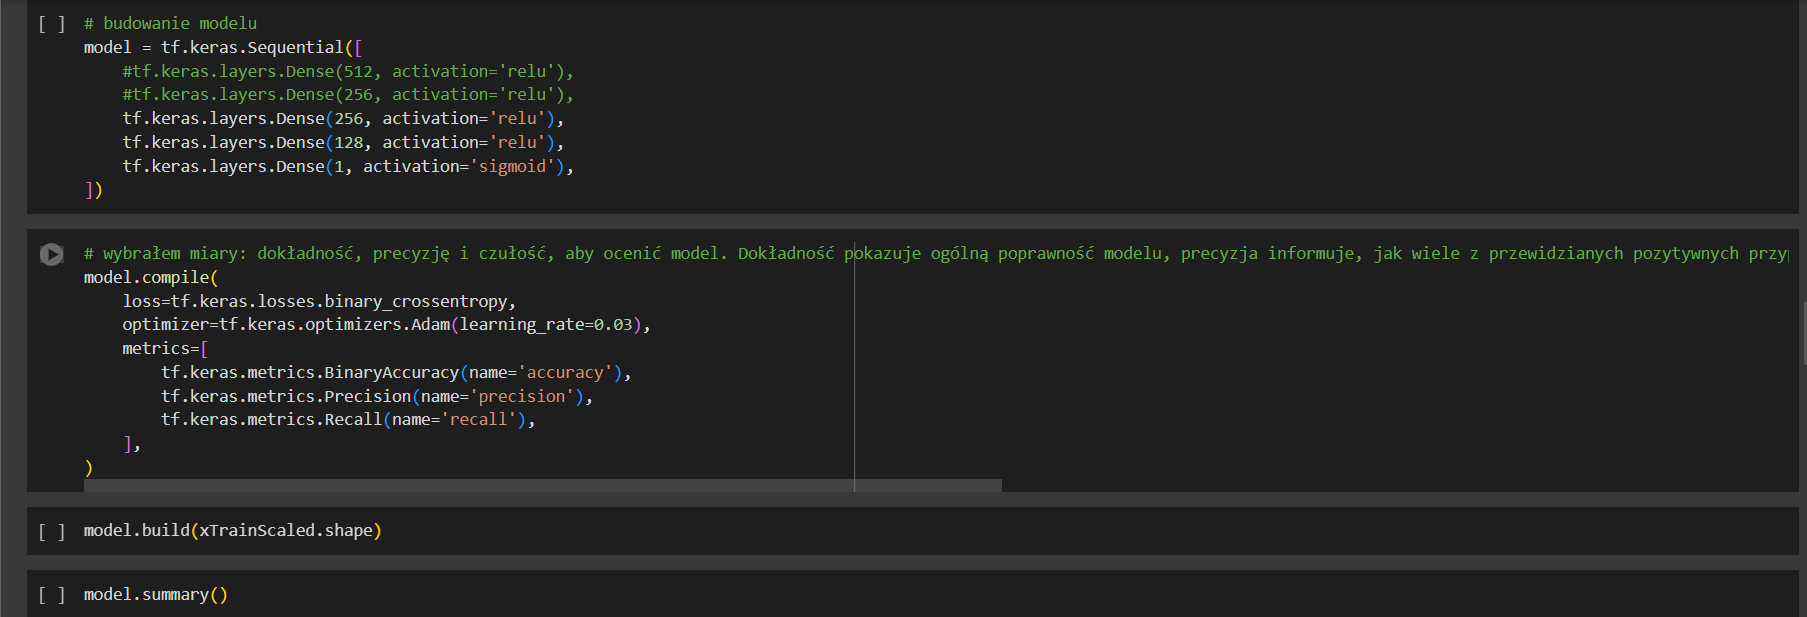 [ ] # budowanie modelu
model = tf.keras.Sequential([
    #tf.keras.layers.Dense(512, activation='relu'),
    #tf.keras.layers.Dense(256, activation='relu'),
    tf.keras.layers.Dense(256, activation='relu'),
    tf.keras.layers.Dense(128, activation='relu'),
    tf.keras.layers.Dense(1, activation='sigmoid'),
])
# wybrałem miary: dokładność, precyzję i czułość, aby ocenić model. Dokładność pokazuje ogólną poprawność modelu, precyzja informuje, jak wiele z przewidzianych pozytywnych
model.compile(
    loss=tf.keras.losses.binary_crossentropy,
    optimizer=tf.keras.optimizers.Adam(learning_rate=0.03),
    metrics=[
        tf.keras.metrics.BinaryAccuracy(name='accuracy'),
        tf.keras.metrics.Precision(name='precision'),
        tf.keras.metrics.Recall(name='recall'),
    ],
)
[ ] model.build(xTrainScaled.shape)
[ ] model.summary()